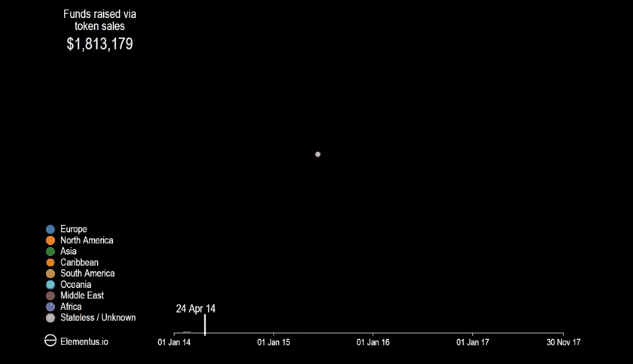 Funds raised via
token sales
$1,813,179
Europe
North America
Asia
Caribbean
South America
Oceania
Middle East
Africa
Stateless / Unknown
Elementus.io
24 Apr 14
01 Jan 14
01 Jan 15
01 Jan 16
01 Jan 17
30 Nov 17